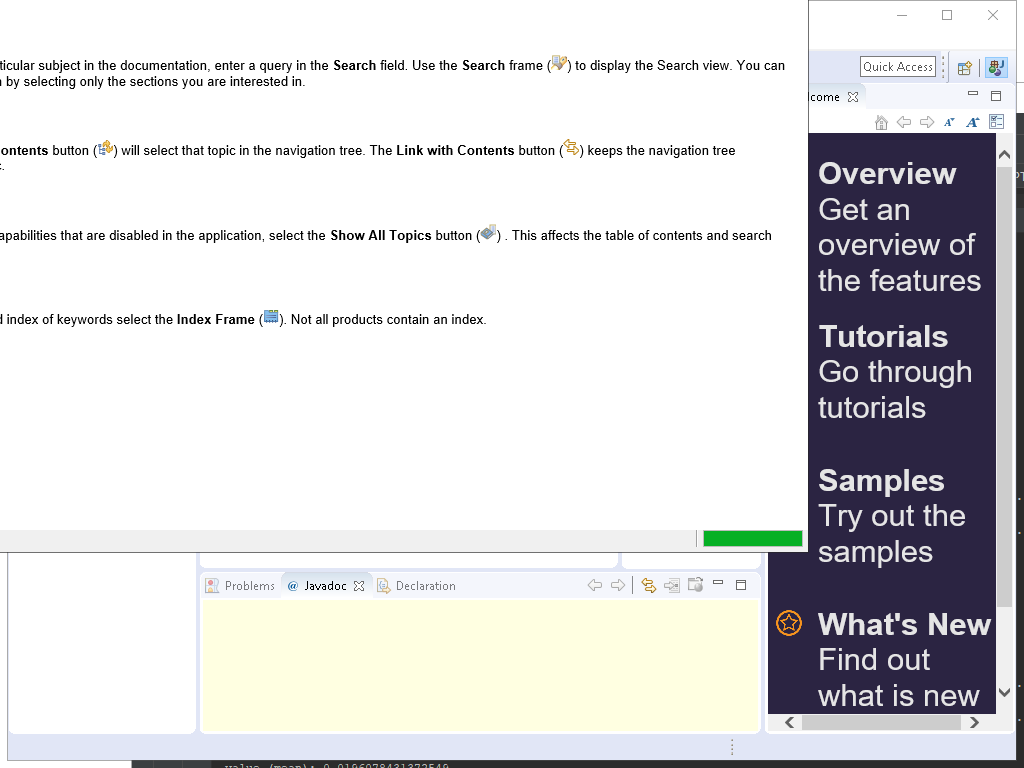 ticular subject in the documentation, enter a query in the Search field. Use the Search frame ( ) to display the Search view. You can
by selecting only the sections you are interested in.
ontents button ( ) will select that topic in the navigation tree. The Link with Contents button ( ) keeps the navigation tree
apabilities that are disabled in the application, select the Show All Topics button ( ) . This affects the table of contents and search
index of keywords select the Index Frame ( ). Not all products contain an index.
Quick Access
lcome
Overview
Get an
overview of
the features
Tutorials
Go through
tutorials
Samples
Try out the
samples
What's New
Find out
what is new
Problems @ Javadoc Declaration
value (mean): 0.0196078431372549